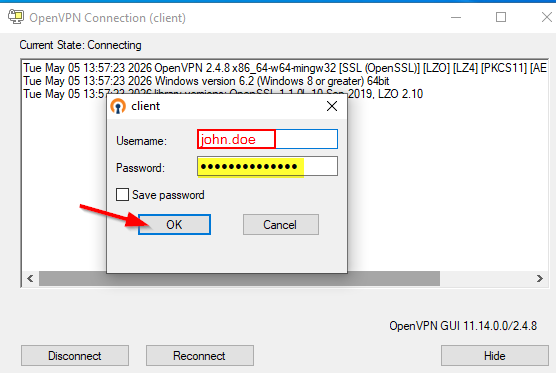 OpenVPN Connection (client)
Current State: Connecting
Tue May 05 13:57:23 2026 OpenVPN 2.4.8 x86_64-w64-mingw32 [SSL (OpenSSL)] [LZO] [LZ4] [PKCS11] [AE
Tue May 05 13:57:23 2026 Windows version 6.2 (Windows 8 or greater) 64bit
Tue May 05 13:57:23 2026 library versions: OpenSSL 1.1.0l 10 Sep 2019, LZO 2.10
client
Username:
john.doe
Password:
••••••••••••••
Save password
OK
Cancel
OpenVPN GUI 11.14.0.0/2.4.8
Disconnect
Reconnect
Hide